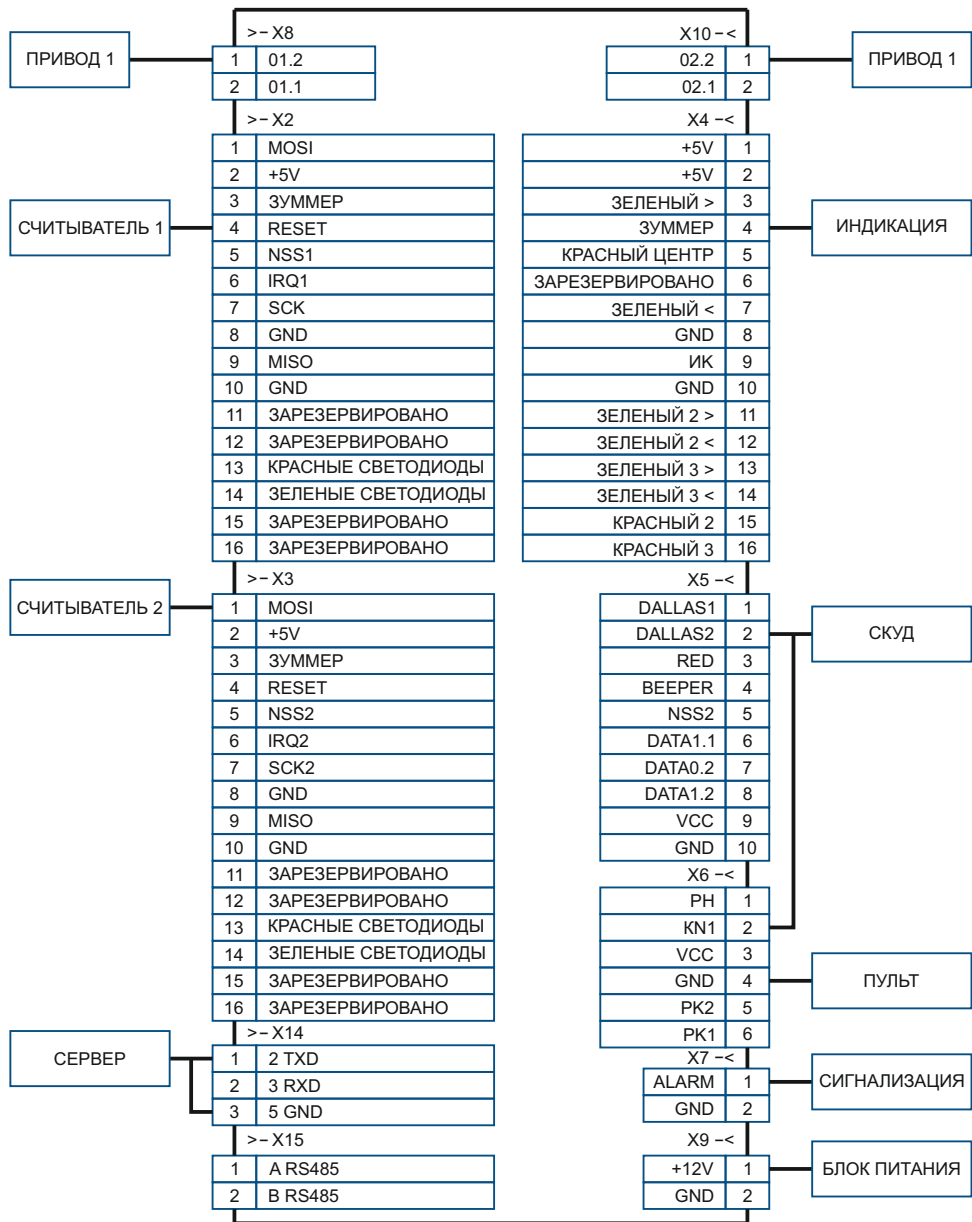 >– X8
ПРИВОД 1
1 01.2
2 01.1
>– X2
1 MOSI
2 +5V
3 ЗУММЕР
СЧИТЫВАТЕЛЬ 1
4 RESET
5 NSS1
6 IRQ1
7 SCK
8 GND
9 MISO
10 GND
11 ЗАРЕЗЕРВИРОВАНО
12 ЗАРЕЗЕРВИРОВАНО
13 КРАСНЫЕ СВЕТОДИОДЫ
14 ЗЕЛЕНЫЕ СВЕТОДИОДЫ
15 ЗАРЕЗЕРВИРОВАНО
16 ЗАРЕЗЕРВИРОВАНО
>– X3
СЧИТЫВАТЕЛЬ 2
1 MOSI
2 +5V
3 ЗУММЕР
4 RESET
5 NSS2
6 IRQ2
7 SCK2
8 GND
9 MISO
10 GND
11 ЗАРЕЗЕРВИРОВАНО
12 ЗАРЕЗЕРВИРОВАНО
13 КРАСНЫЕ СВЕТОДИОДЫ
14 ЗЕЛЕНЫЕ СВЕТОДИОДЫ
15 ЗАРЕЗЕРВИРОВАНО
16 ЗАРЕЗЕРВИРОВАНО
>– X14
СЕРВЕР
1 2 TXD
2 3 RXD
3 5 GND
>– X15
1 A RS485
2 B RS485
X10 –<
02.2 1
ПРИВОД 1
02.1 2
X4 –<
+5V 1
+5V 2
ЗЕЛЕНЫЙ > 3
ЗУММЕР 4
ИНДИКАЦИЯ
КРАСНЫЙ ЦЕНТР 5
ЗАРЕЗЕРВИРОВАНО 6
ЗЕЛЕНЫЙ < 7
GND 8
ИК 9
GND 10
ЗЕЛЕНЫЙ 2 > 11
ЗЕЛЕНЫЙ 2 < 12
ЗЕЛЕНЫЙ 3 > 13
ЗЕЛЕНЫЙ 3 < 14
КРАСНЫЙ 2 15
КРАСНЫЙ 3 16
X5 –<
DALLAS1 1
DALLAS2 2
СКУД
RED 3
BEEPER 4
NSS2 5
DATA1.1 6
DATA0.2 7
DATA1.2 8
VCC 9
GND 10
X6 –<
PH 1
KN1 2
VCC 3
GND 4
ПУЛЬТ
PK2 5
PK1 6
X7 –<
ALARM 1
СИГНАЛИЗАЦИЯ
GND 2
X9 –<
+12V 1
БЛОК ПИТАНИЯ
GND 2